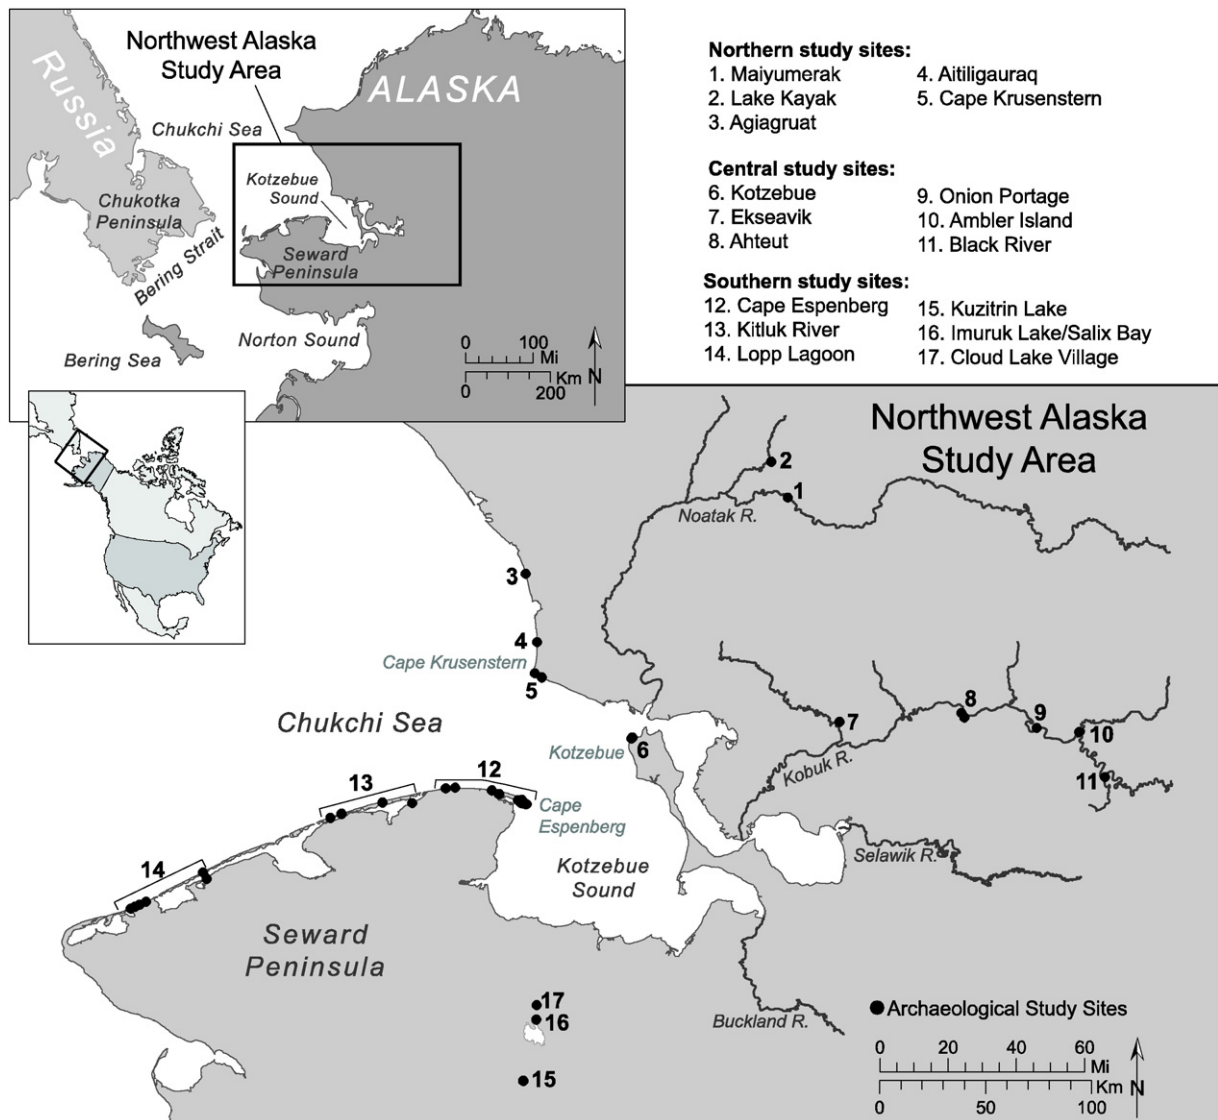 Northwest Alaska
Study Area
Russia
ALASKA
Chukchi Sea
Kotzebue
Sound
Chukotka
Peninsula
Bering Strait
Seward
Peninsula
Norton Sound
Bering Sea
0 100
Mi
Km
0 200
N
Northern study sites:
1. Maiyumerak
2. Lake Kayak
3. Agiagruat
4. Aitiligauraq
5. Cape Krusenstern
Central study sites:
6. Kotzebue
7. Ekseavik
8. Ahteut
9. Onion Portage
10. Ambler Island
11. Black River
Southern study sites:
12. Cape Espenberg
13. Kitluk River
14. Lopp Lagoon
15. Kuzitrin Lake
16. Imuruk Lake/Salix Bay
17. Cloud Lake Village
Northwest Alaska
Study Area
2
1
Noatak R.
3
4
Cape Krusenstern
5
Chukchi Sea
6
Kotzebue
7
8
9
10
11
Kobuk R.
12
13
14
Cape
Espenberg
Kotzebue
Sound
Selawik R.
Seward
Peninsula
17
16
15
Buckland R.
Archaeological Study Sites
0 20 40 60
Mi
Km
0 50 100
N